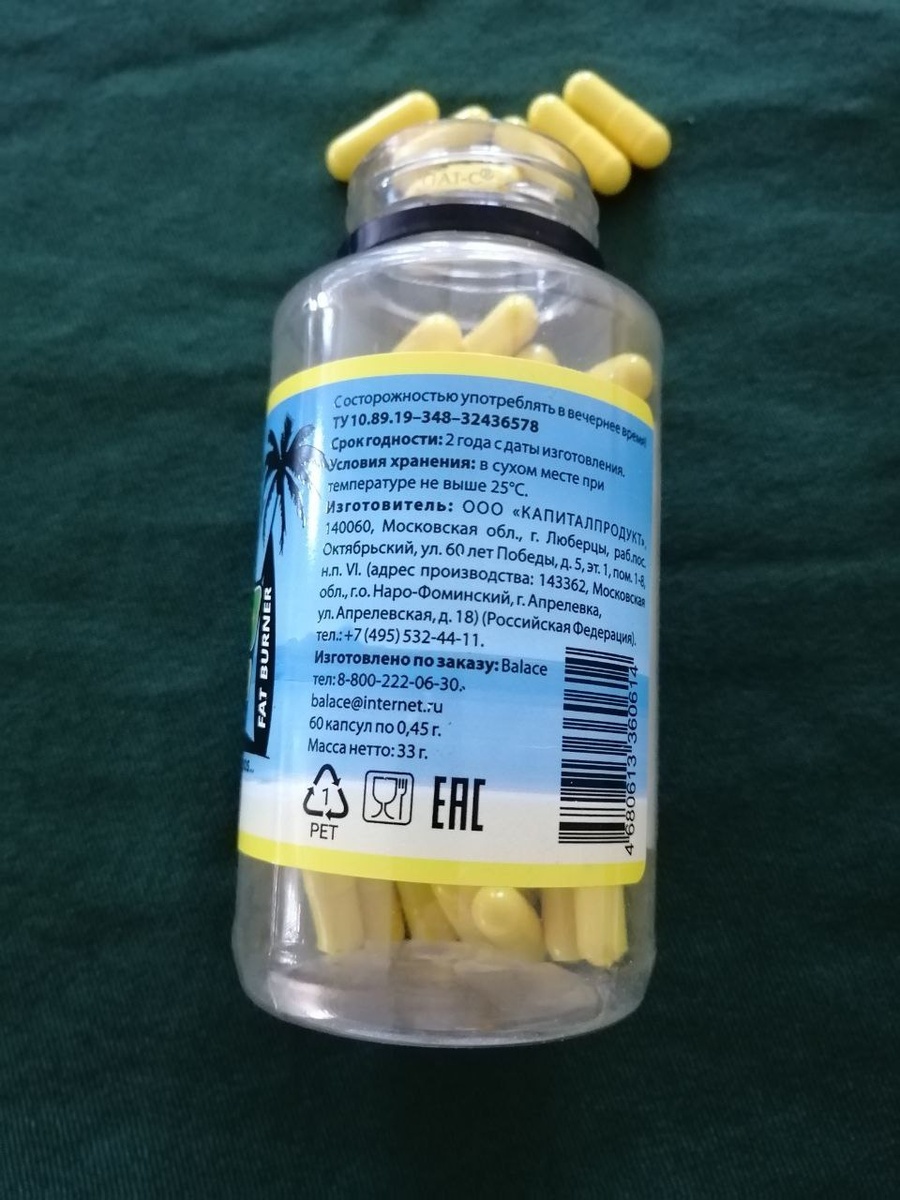 С осторожностью употреблять в вечернее время!
ТУ 10.89.19–348–32436578
Срок годности: 2 года с даты изготовления.
Условия хранения: в сухом месте при
температуре не выше 25°С.
Изготовитель: ООО «КАПИТАЛПРОДУКТ»,
140060, Московская обл., г. Люберцы, раб.пос.
Октябрьский, ул. 60 лет Победы, д. 5, эт. 1, пом. 1-8,
н.п. VI. (адрес производства: 143362, Московская
обл., г.о. Наро-Фоминский, г. Апрелевка,
ул. Апрелевская, д. 18) (Российская Федерация).
тел.: +7 (495) 532-44-11.
Изготовлено по заказу: Balace
тел: 8-800-222-06-30.
balace@internet.ru
60 капсул по 0,45 г.
Масса нетто: 33 г.
1
PET
EAC
4 680613 360614
FAT BURNER